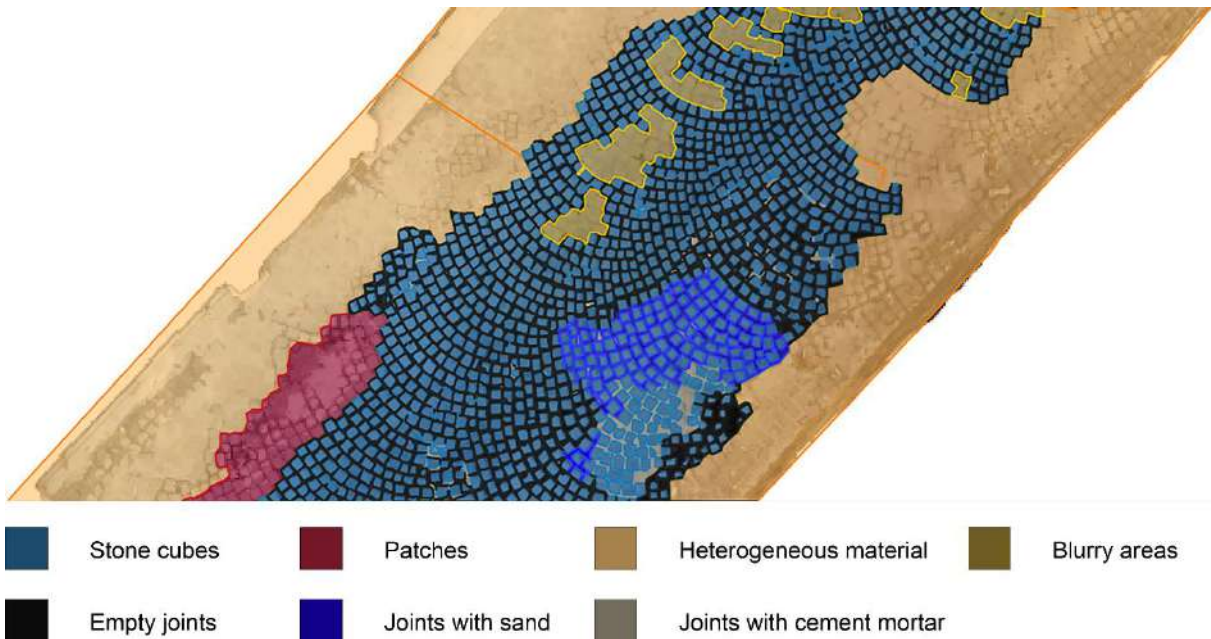 Stone cubes
Patches
Heterogeneous material
Blurry areas
Empty joints
Joints with sand
Joints with cement mortar